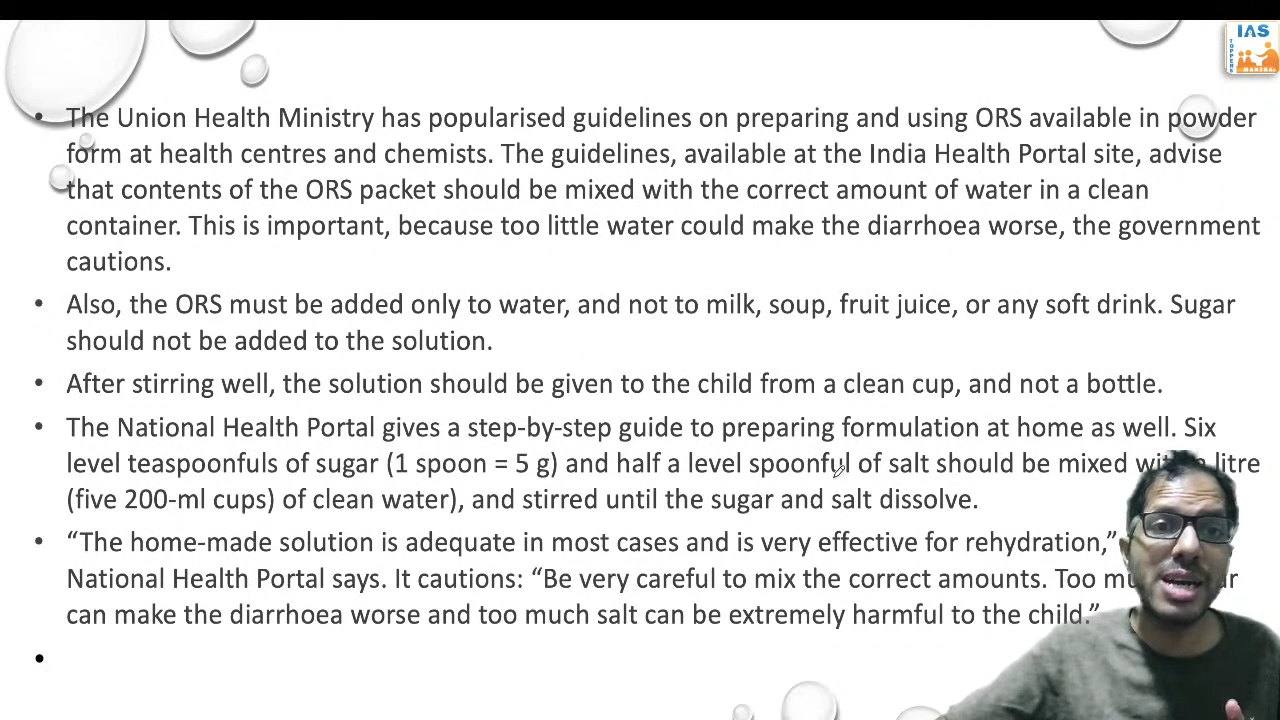 IAS
TOPPERS
MANTRA
• The Union Health Ministry has popularised guidelines on preparing and using ORS available in powder
form at health centres and chemists. The guidelines, available at the India Health Portal site, advise
that contents of the ORS packet should be mixed with the correct amount of water in a clean
container. This is important, because too little water could make the diarrhoea worse, the government
cautions.
• Also, the ORS must be added only to water, and not to milk, soup, fruit juice, or any soft drink. Sugar
should not be added to the solution.
• After stirring well, the solution should be given to the child from a clean cup, and not a bottle.
• The National Health Portal gives a step-by-step guide to preparing formulation at home as well. Six
level teaspoonfuls of sugar (1 spoon = 5 g) and half a level spoonful of salt should be mixed litre
(five 200-ml cups) of clean water), and stirred until the sugar and salt dissolve.
• “The home-made solution is adequate in most cases and is very effective for rehydration,”
National Health Portal says. It cautions: “Be very careful to mix the correct amounts. Too
can make the diarrhoea worse and too much salt can be extremely harmful to the child.”
•